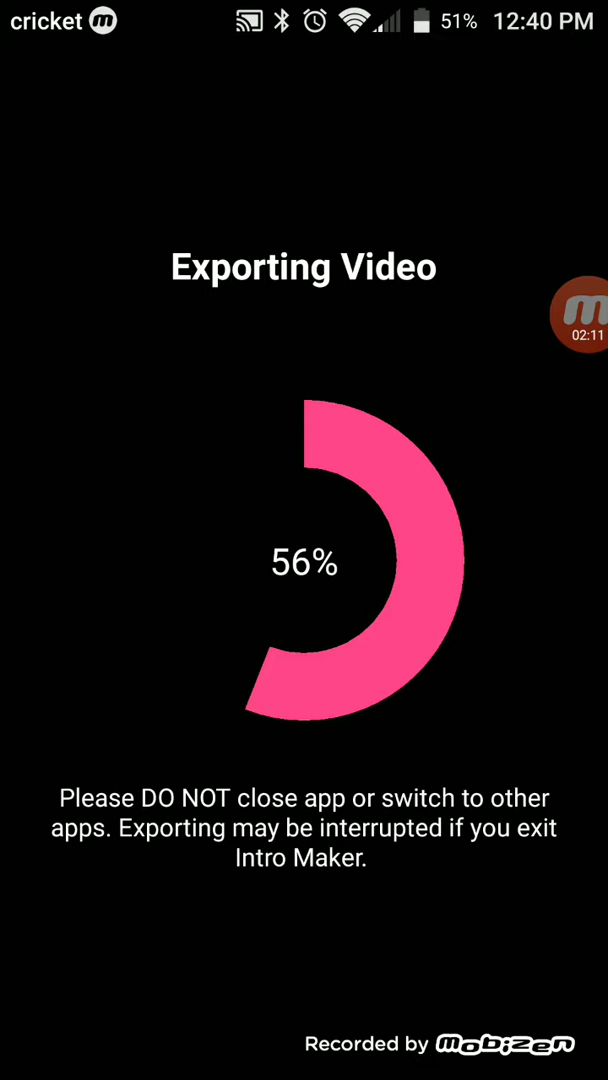 cricket m 51% 12:40 PM
Exporting Video
m
02:11
56%
Please DO NOT close app or switch to other
apps. Exporting may be interrupted if you exit
Intro Maker.
Recorded by mobizen